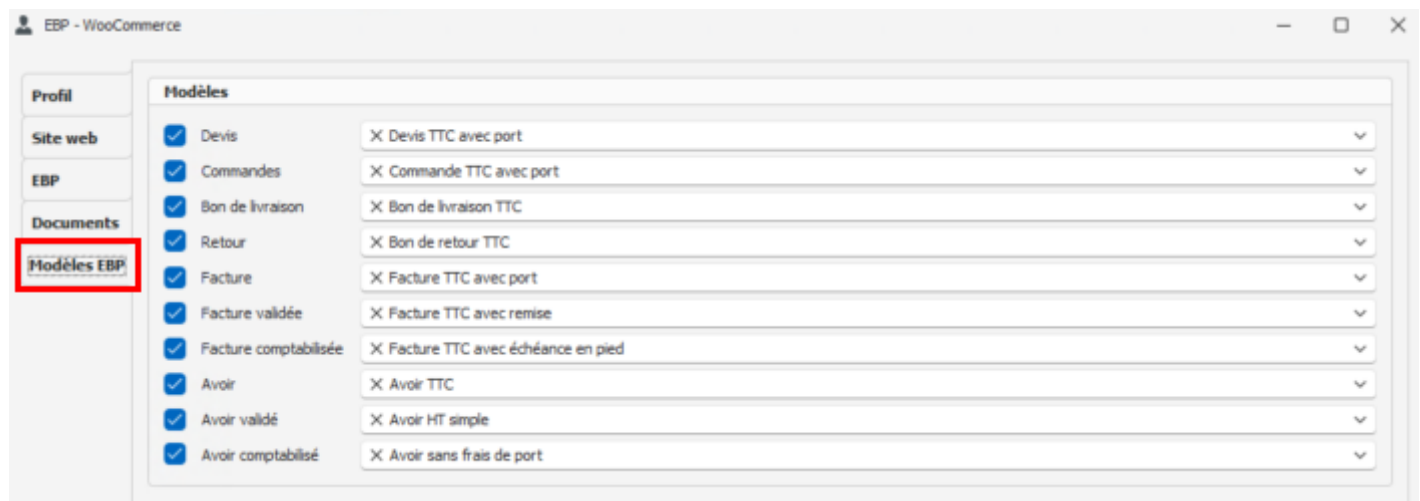 EBP - WooCommerce
Profil
Site web
EBP
Documents
Modèles EBP
Modèles
Devis Devis TTC avec port
Commandes Commande TTC avec port
Bon de livraison Bon de livraison TTC
Retour Bon de retour TTC
Facture Facture TTC avec port
Facture validée Facture TTC avec remise
Facture comptabilisée Facture TTC avec échéance en pied
Avoir Avoir TTC
Avoir validé Avoir HT simple
Avoir comptabilisé Avoir sans frais de port